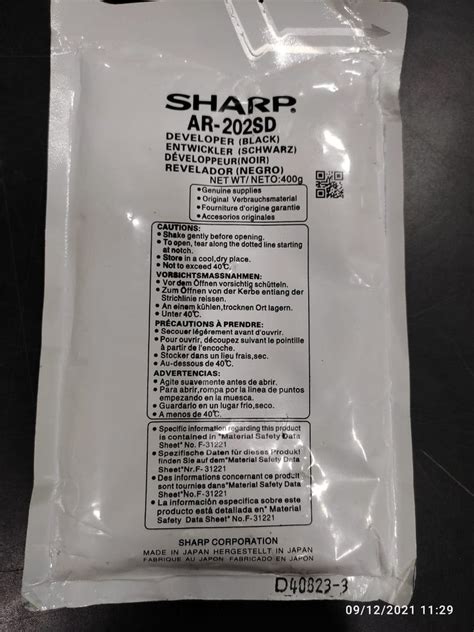 SHARP
AR-202SD
DEVELOPER (BLACK)
ENTWICKLER (SCHWARZ)
DÉVELOPPEUR(NOIR)
REVELADOR (NEGRO)
NET WT/ NETO: 400g
• Genuine supplies
• Original Verbrauchsmaterial
• Fourniture d'origine garantie
• Accesorios originales
CAUTIONS:
• Shake gently before opening.
• To open, tear along the dotted line starting
at notch.
• Store in a cool,dry place.
• Not to exceed 40℃.
VORSICHTSMASSNAHMEN:
• Vor dem Öffnen vorsichtig schütteln.
• Zum Öffnen von der Kerbe entlang der
Strichlinie reissen.
• An einem kühlen,trocknen Ort lagern.
• Unter 40℃.
PRÉCAUTIONS À PRENDRE:
• Secouer légèrement avant d'ouvrir.
• Pour ouvrir, découpez suivant le pointillé
à partir de l'encoche.
• Stocker dans un lieu frais,sec.
• Au-dessous de 40℃.
ADVERTENCIAS:
• Agite suavemente antes de abrir.
• Para abrir,rompa por la línea de puntos
empezando en la muesca.
• Guardarlo en un lugar frío,seco.
• A menos de 40℃.
• Specific information regarding this product
is contained in "Material Safety Data
Sheet" No. F-31221
• Spezifische Daten für dieses Produkt
finden Sie auf dem"Material Safety Data
Sheet"Nr.F-31221
• Des informations concernant ce produit
sont tournies dans"Material Safety Data
Sheet" No.F-31221
• La información específica sobre este
producto está detallada en" Material
Safety Data Sheet" No.F-31221
SHARP CORPORATION
MADE IN JAPAN HERGESTELLT IN JAPAN
FABRIQUE AU JAPON FABRICADO EN JAPÓN
D40823-3
09/12/2021 11:29